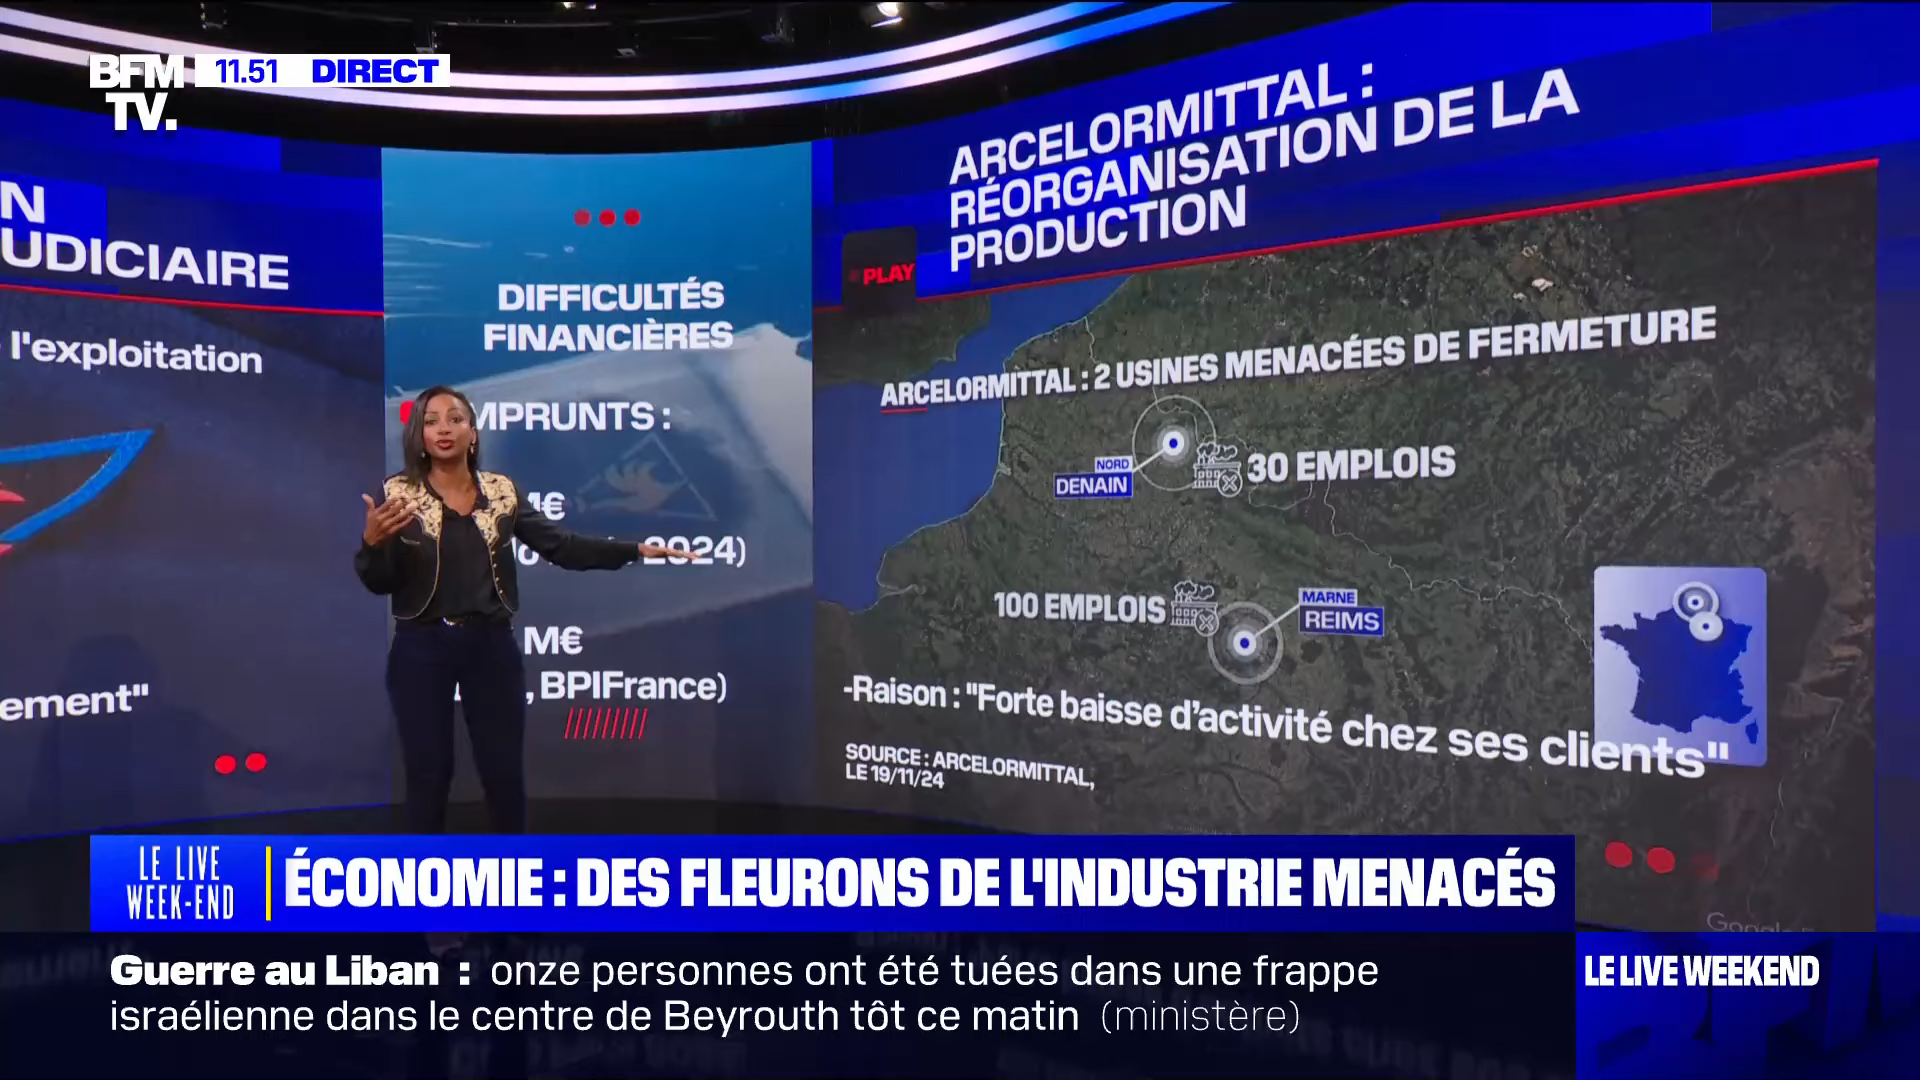 BFM
TV.
11.51 DIRECT
N
UDICIAIRE
l'exploitation
ement"
DIFFICULTÉS
FINANCIÈRES
MPRUNTS :
M€
2024)
M€
, BPIFrance)
PLAY
ARCELORMITTAL :
RÉORGANISATION DE LA
PRODUCTION
ARCELORMITTAL : 2 USINES MENACÉES DE FERMETURE
NORD
DENAIN
30 EMPLOIS
100 EMPLOIS
MARNE
REIMS
-Raison : "Forte baisse d'activité chez ses clients"
SOURCE : ARCELORMITTAL,
LE 19/11/24
LE LIVE
WEEK-END
ÉCONOMIE : DES FLEURONS DE L'INDUSTRIE MENACÉS
Guerre au Liban : onze personnes ont été tuées dans une frappe
israélienne dans le centre de Beyrouth tôt ce matin (ministère)
LE LIVE WEEKEND